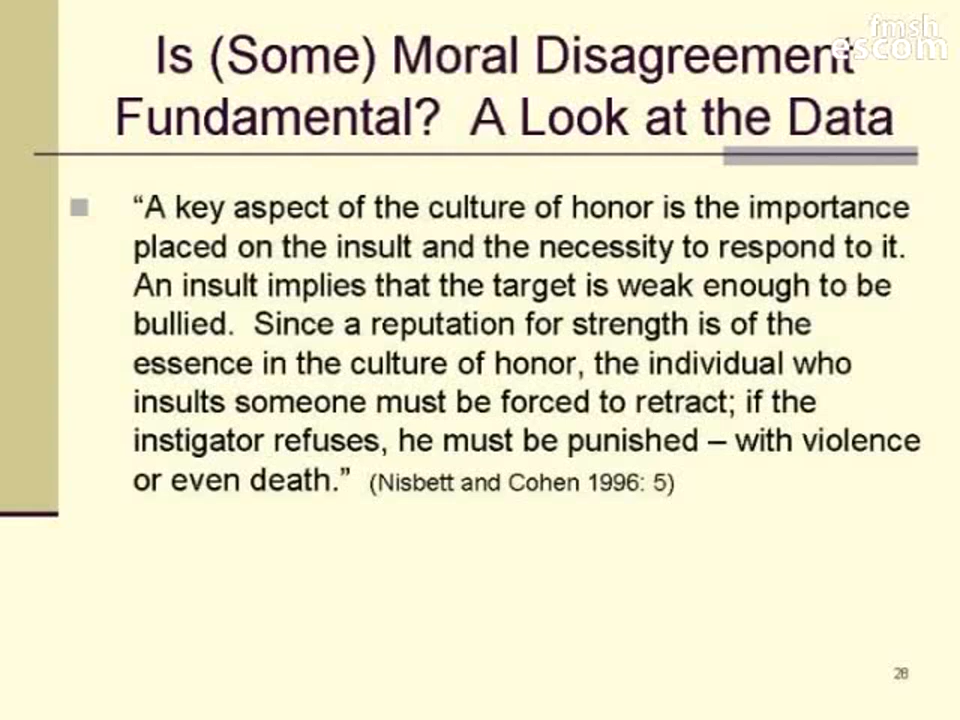 fmsh
escom
Is (Some) Moral Disagreement
Fundamental?  A Look at the Data
“A key aspect of the culture of honor is the importance
placed on the insult and the necessity to respond to it.
An insult implies that the target is weak enough to be
bullied.  Since a reputation for strength is of the
essence in the culture of honor, the individual who
insults someone must be forced to retract; if the
instigator refuses, he must be punished – with violence
or even death.”  (Nisbett and Cohen 1996: 5)
28